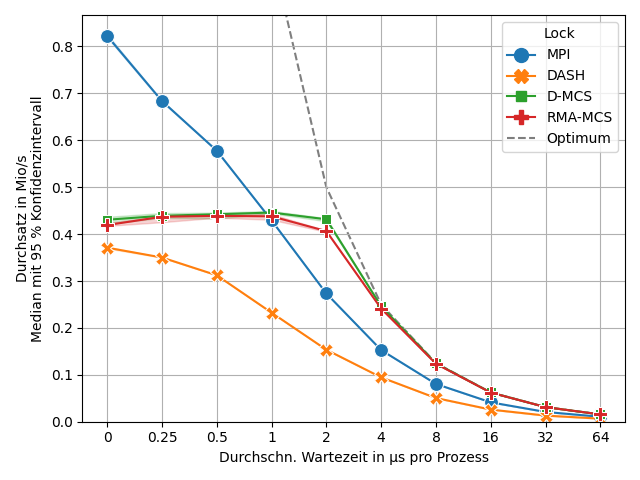 Durchsatz in Mio/s
Median mit 95 % Konfidenzintervall
0.8
0.7
0.6
0.5
0.4
0.3
0.2
0.1
0.0
Lock
MPI
DASH
D-MCS
RMA-MCS
Optimum
0 0.25 0.5 1 2 4 8 16 32 64
Durchschn. Wartezeit in µs pro Prozess